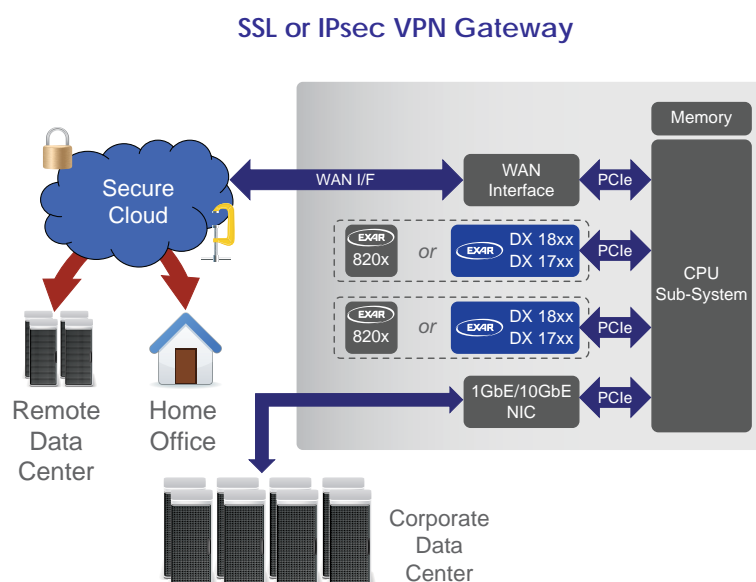 SSL or IPsec VPN Gateway
Memory
Secure
Cloud
WAN I/F
WAN
Interface
PCIe
CPU
Sub-System
EXAR
820x
or
EXAR
DX 18xx
DX 17xx
PCIe
EXAR
820x
or
EXAR
DX 18xx
DX 17xx
PCIe
1GbE/10GbE
NIC
PCIe
Remote
Data
Center
Home
Office
Corporate
Data
Center